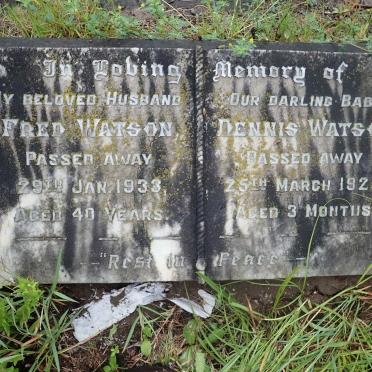 In Loving Memory of
Y BELOVED HUSBAND
FRED WATSON,
PASSED AWAY
29TH JAN. 1933,
AGED 40 YEARS.
OUR DARLING BAB
DENNIS WATSO
PASSED AWAY
25TH MARCH 192
AGED 3 MONTHS
"Rest in Peace